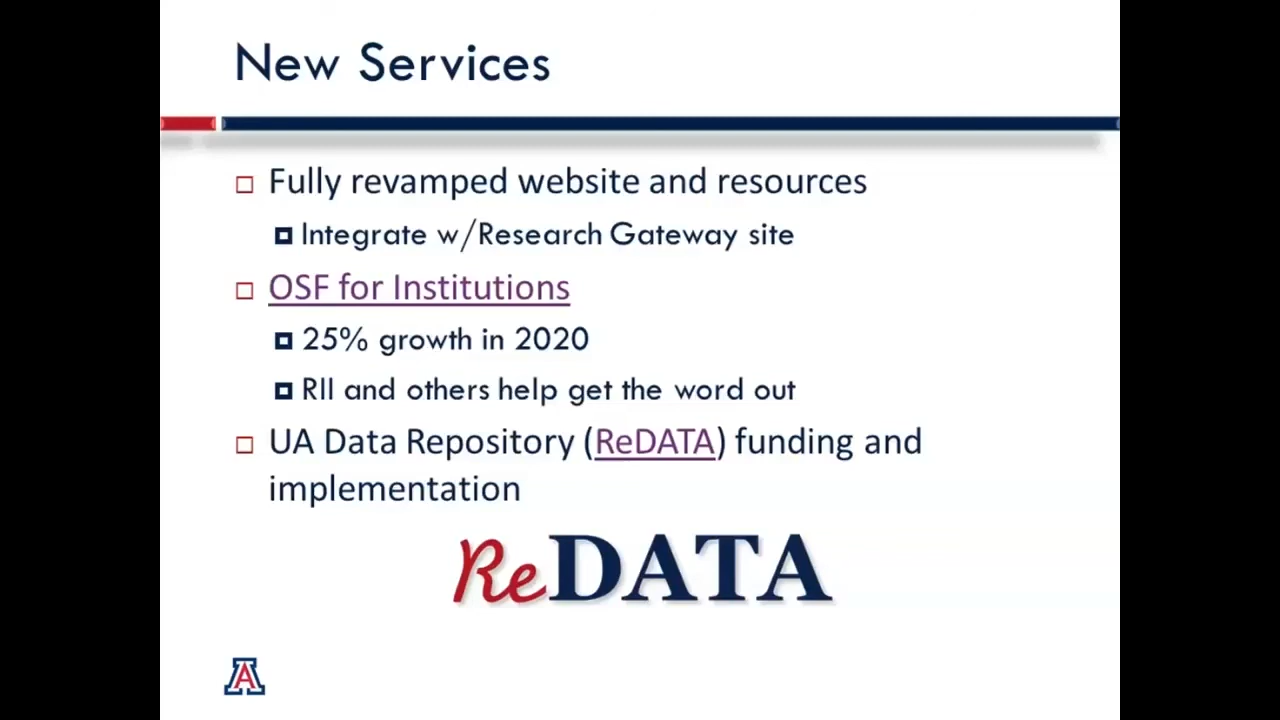 New Services
Fully revamped website and resources
Integrate w/Research Gateway site
OSF for Institutions
25% growth in 2020
RII and others help get the word out
UA Data Repository (ReDATA) funding and
implementation
ReDATA
A